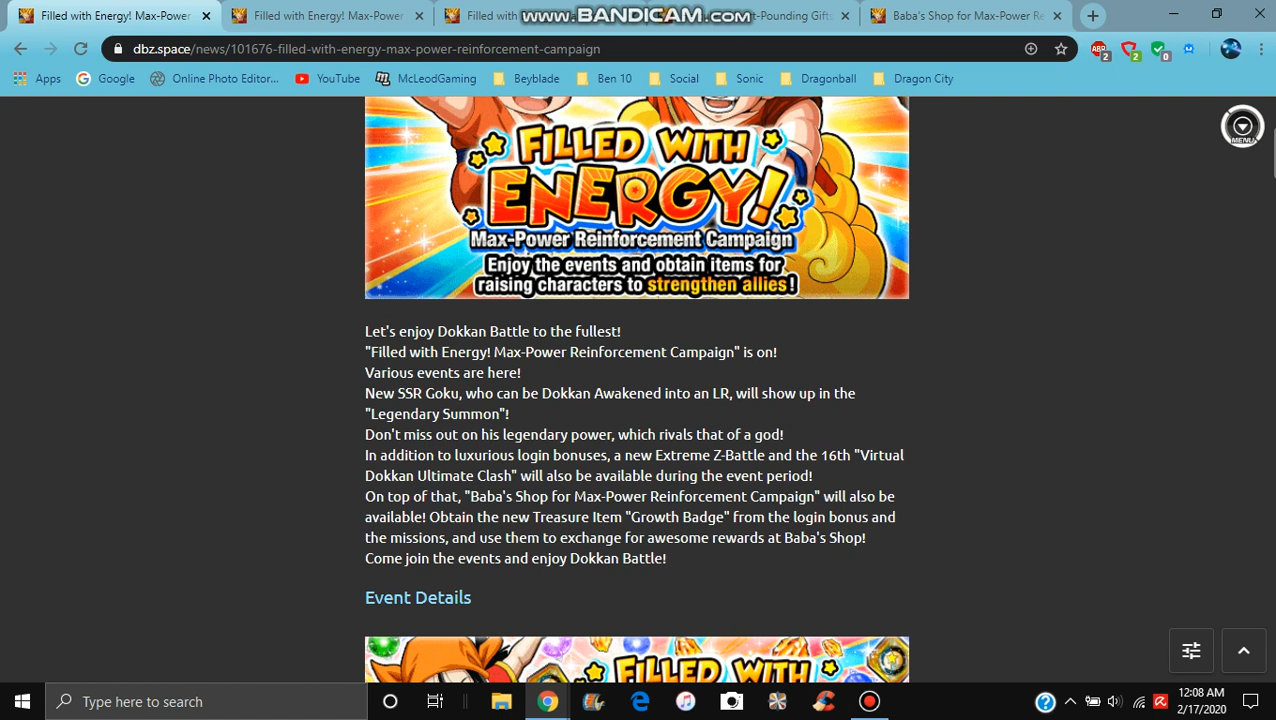 Filled with Energy! Max-Power
Filled with Energy! Max-Power
Filled with
www.BANDICAM.com
-Pounding Gifts
Baba's Shop for Max-Power Re
dbz.space/news/101676-filled-with-energy-max-power-reinforcement-campaign
ABP
2
2
0
Apps
Google
Online Photo Editor...
YouTube
McLeodGaming
Beyblade
Ben 10
Social
Sonic
Dragonball
Dragon City
MENU
FILLED WITH
ENERGY!
Max-Power Reinforcement Campaign
Enjoy the events and obtain items for
raising characters to strengthen allies!
Let's enjoy Dokkan Battle to the fullest!
"Filled with Energy! Max-Power Reinforcement Campaign" is on!
Various events are here!
New SSR Goku, who can be Dokkan Awakened into an LR, will show up in the
"Legendary Summon"!
Don't miss out on his legendary power, which rivals that of a god!
In addition to luxurious login bonuses, a new Extreme Z-Battle and the 16th "Virtual
Dokkan Ultimate Clash" will also be available during the event period!
On top of that, "Baba's Shop for Max-Power Reinforcement Campaign" will also be
available! Obtain the new Treasure Item "Growth Badge" from the login bonus and
the missions, and use them to exchange for awesome rewards at Baba's Shop!
Come join the events and enjoy Dokkan Battle!
Event Details
FILLED WITH
Type here to search
12:08 AM
2/17/2020